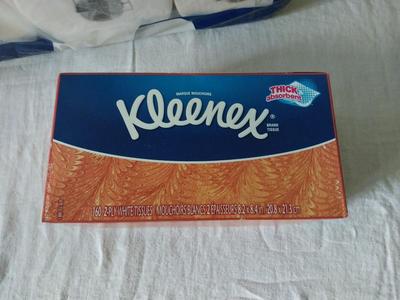 MARQUE MOUCHOIRS
Kleenex®
BRAND
TISSUE
THICK
absorbent
160 2-PLY WHITE TISSUES MOUCHOIRS BLANCS 2 ÉPAISSEURS 8.2 x 8.4 in / 20.8 x 21.3 cm